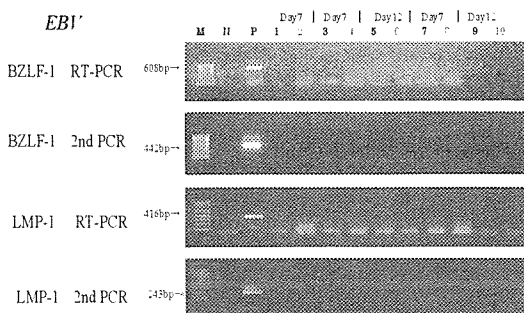 EBV
Day7 | Day7 | Day12 | Day7 | Day12
M N P 1 2 3 4 5 6 7 8 9 10
BZLF-1 RT-PCR 608bp→
BZLF-1 2nd PCR 442bp→
LMP-1 RT-PCR 416bp→
LMP-1 2nd PCR 243bp→